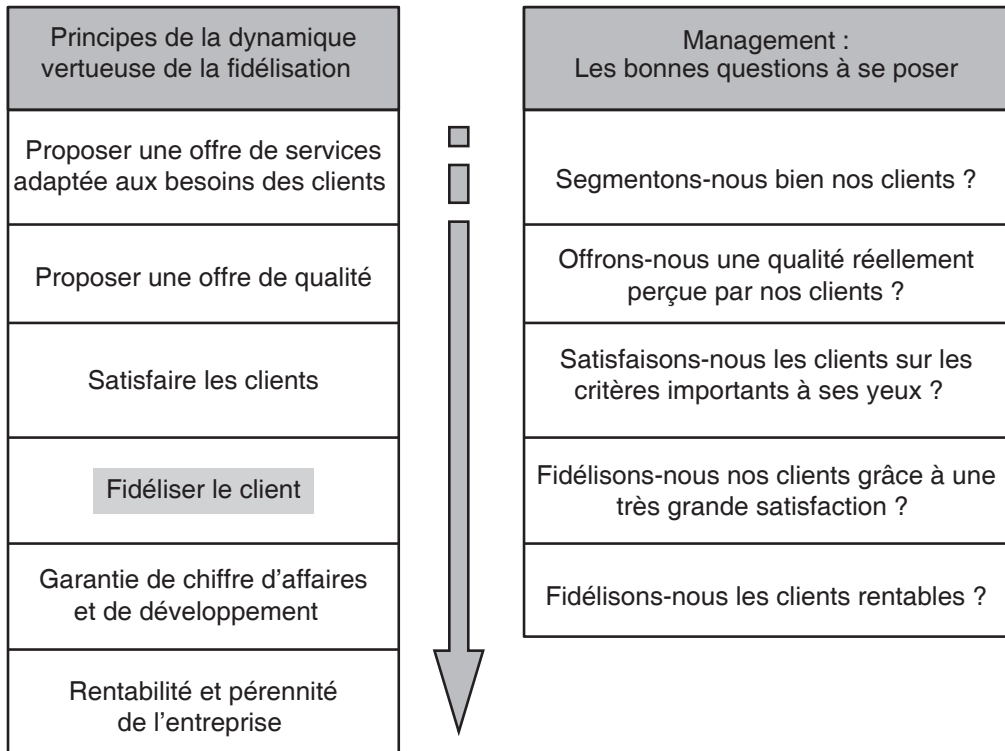 Principes de la dynamique
vertueuse de la fidélisation
Proposer une offre de services
adaptée aux besoins des clients
Proposer une offre de qualité
Satisfaire les clients
Fidéliser le client
Garantie de chiffre d'affaires
et de développement
Rentabilité et pérennité
de l'entreprise
Management :
Les bonnes questions à se poser
Segmentons-nous bien nos clients ?
Offrons-nous une qualité réellement
perçue par nos clients ?
Satisfaisons-nous les clients sur les
critères importants à ses yeux ?
Fidélisons-nous nos clients grâce à une
très grande satisfaction ?
Fidélisons-nous les clients rentables ?